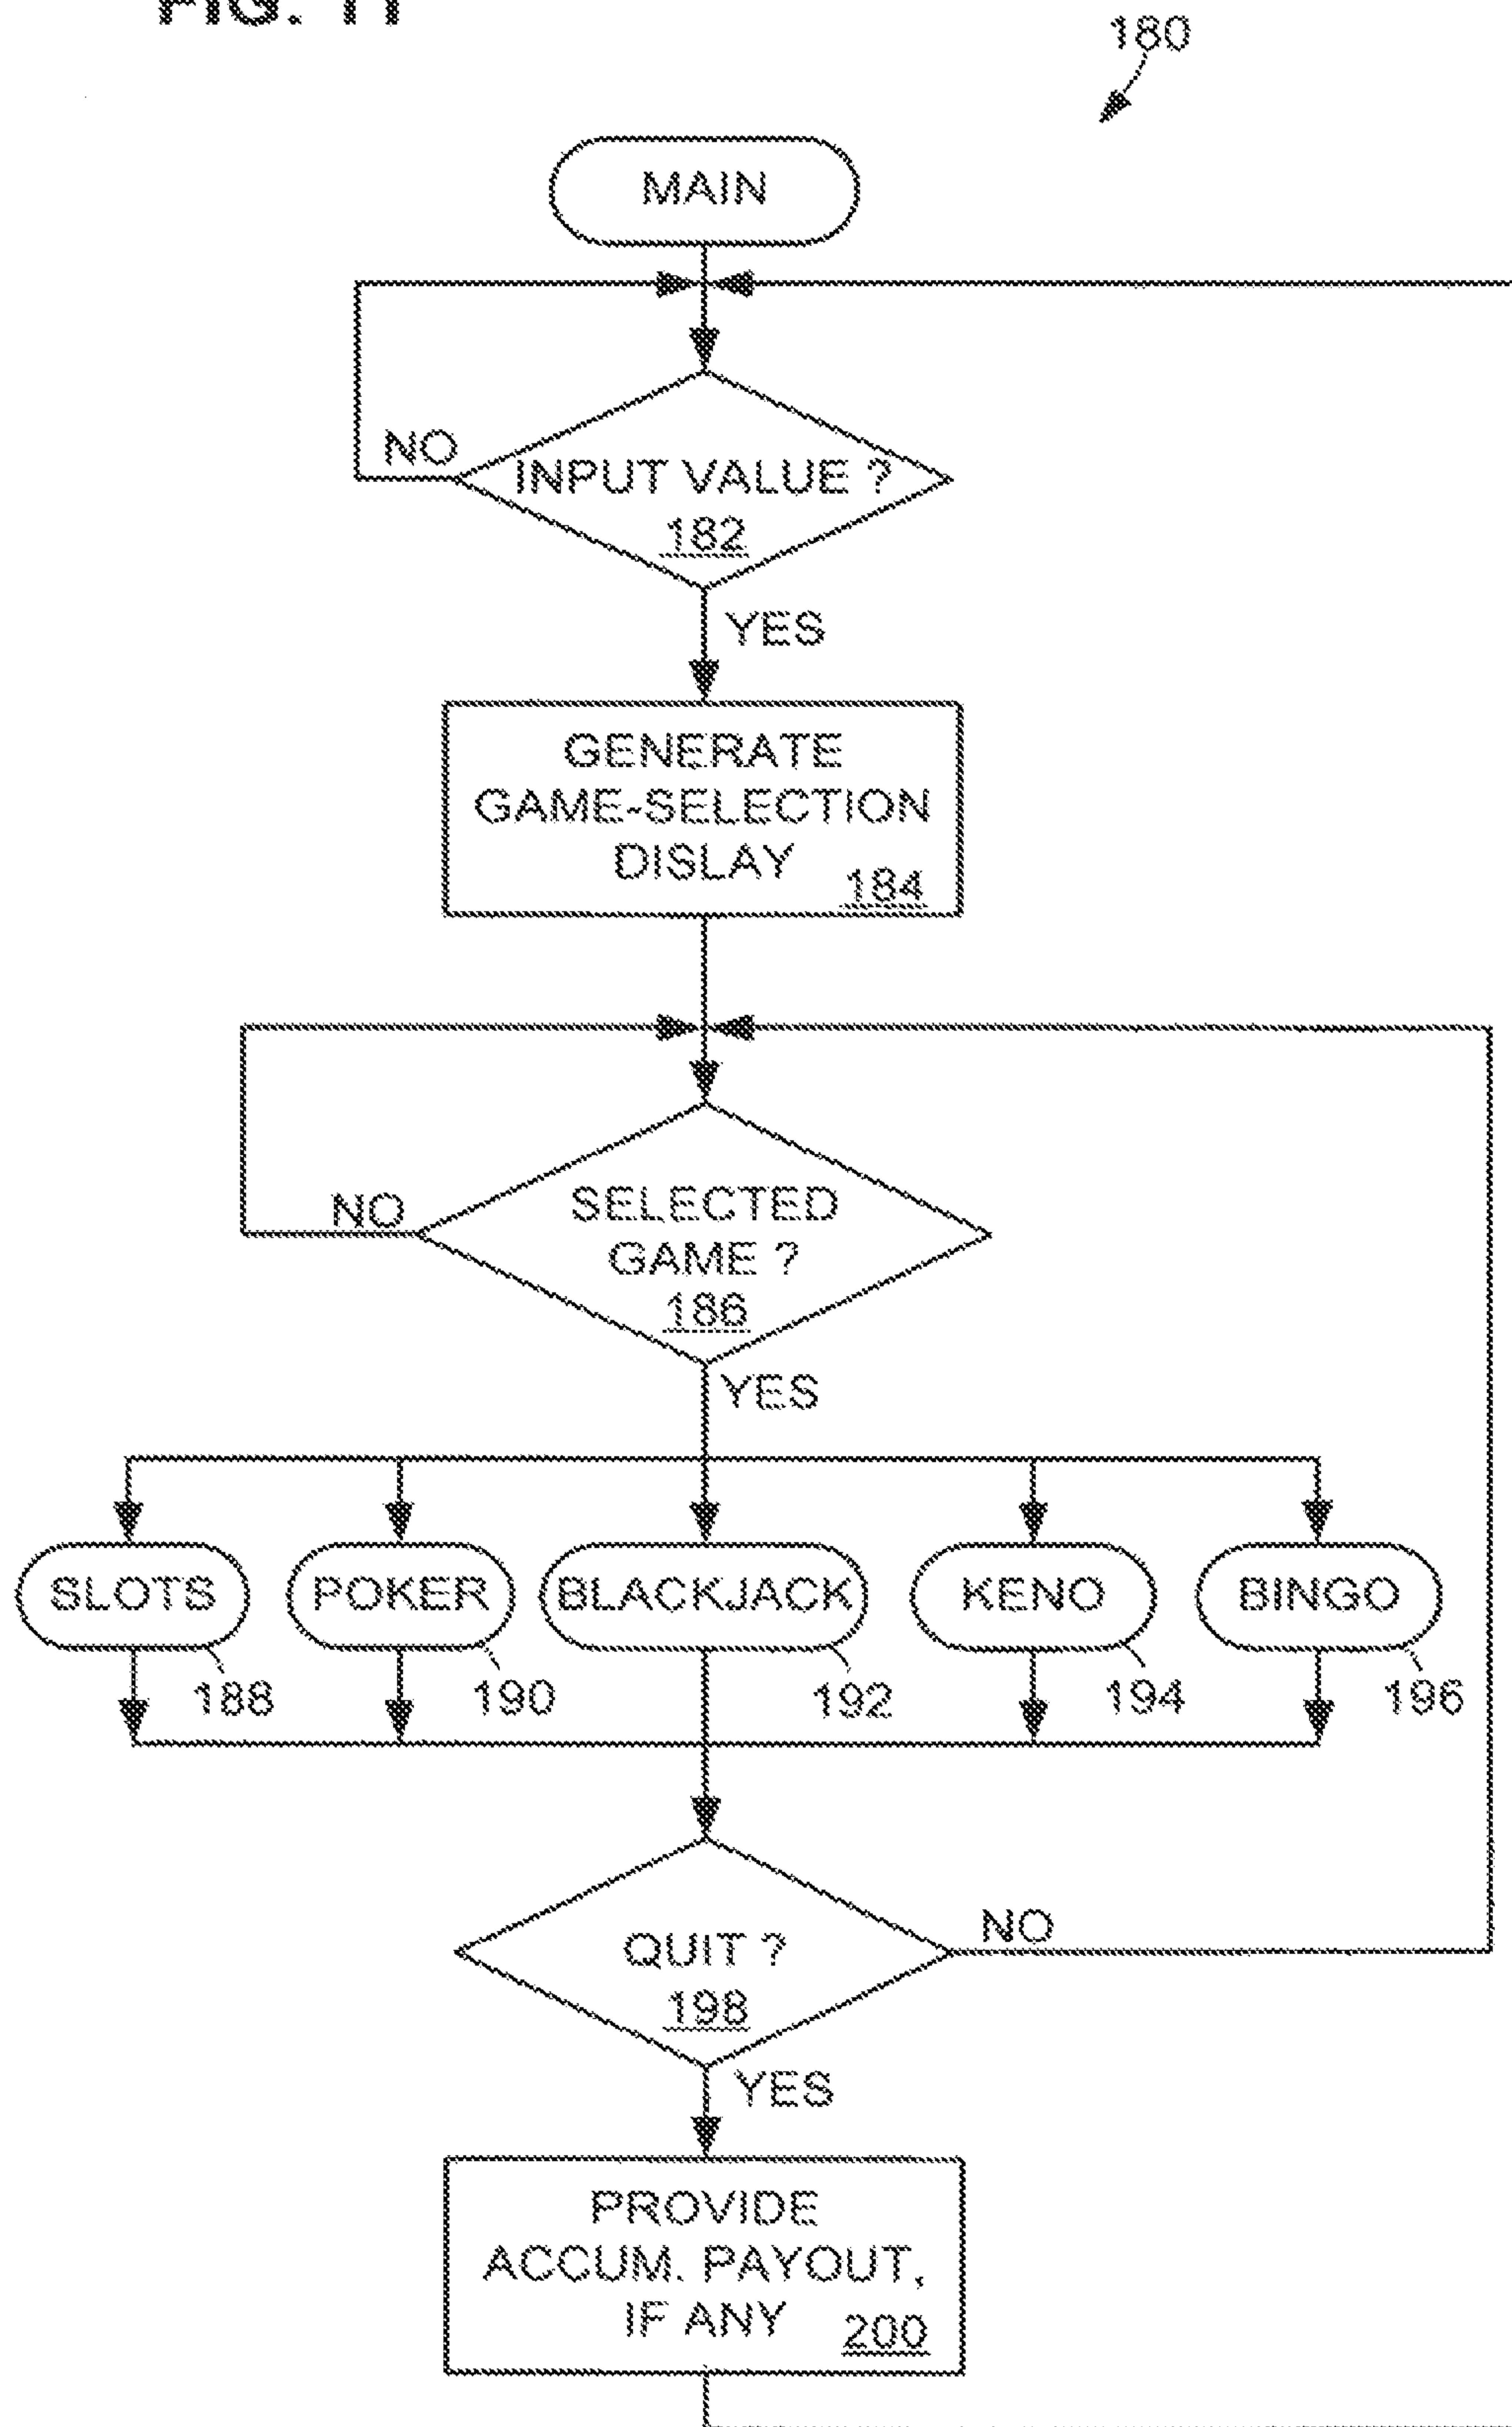 FIG. 11
180
MAIN
NO
INPUT VALUE ?
182
YES
GENERATE
GAME-SELECTION
DISLAY
184
NO
SELECTED
GAME ?
186
YES
SLOTS
POKER
BLACKJACK
KENO
BINGO
188
190
192
194
196
QUIT ?
198
NO
YES
PROVIDE
ACCUM. PAYOUT,
IF ANY
200